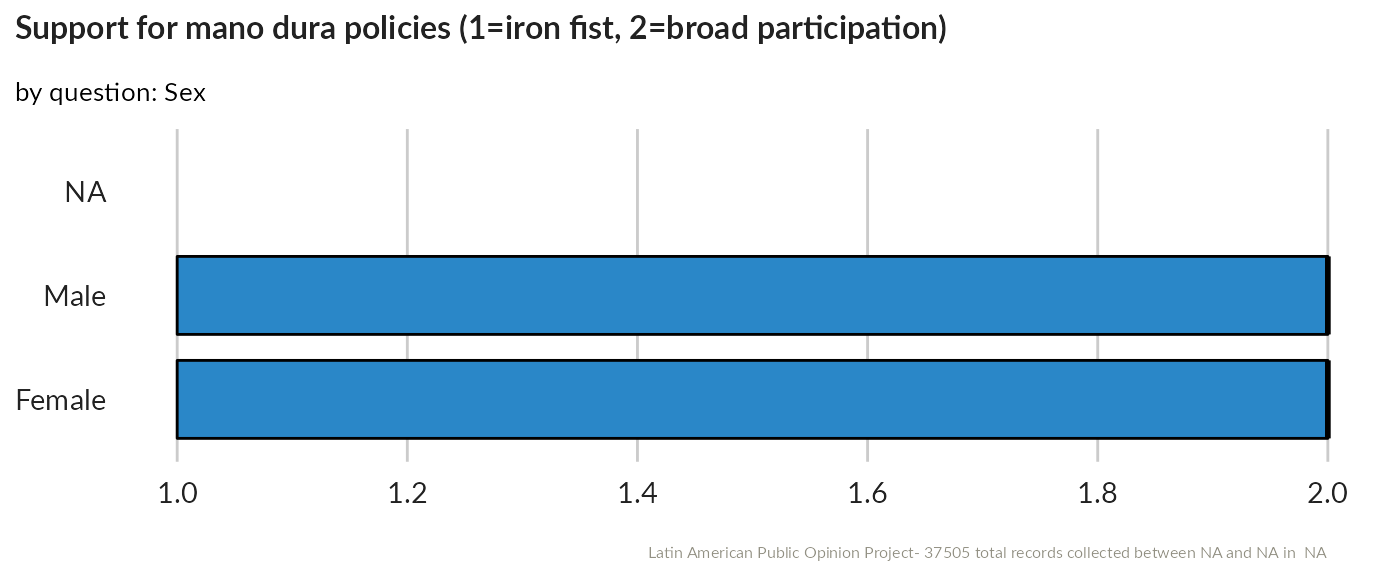 Support for mano dura policies (1=iron fist, 2=broad participation)
by question: Sex
NA
Male
Female
1.0 1.2 1.4 1.6 1.8 2.0
Latin American Public Opinion Project- 37505 total records collected between NA and NA in  NA